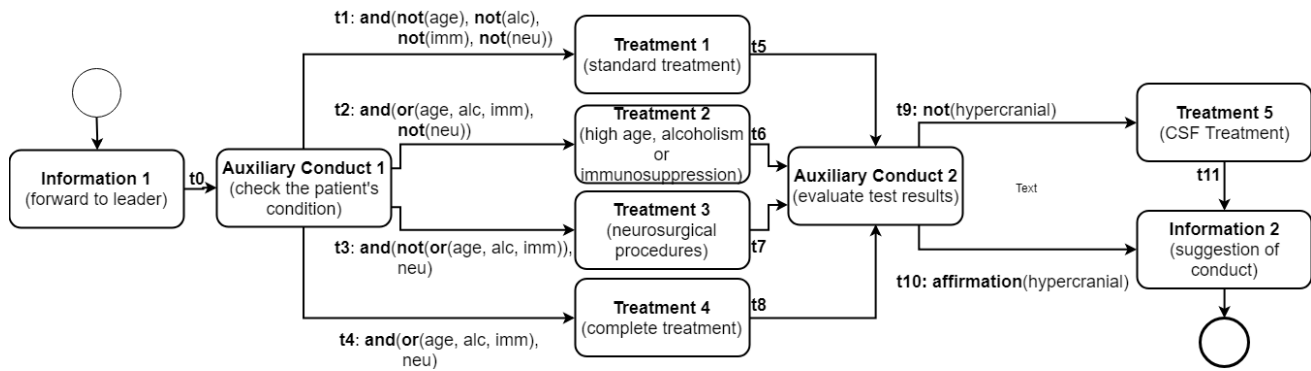 t1: and(not(age), not(alc),
not(imm), not(neu))
Treatment 1
(standard treatment)
t5
t2: and(or(age, alc, imm),
not(neu))
Treatment 2
(high age, alcoholism
or
immunosuppression)
t6
t9: not(hypercranial)
Treatment 5
(CSF Treatment)
Information 1
(forward to leader)
t0
Auxiliary Conduct 1
(check the patient's
condition)
Auxiliary Conduct 2
(evaluate test results)
Text
t11
t3: and(not(or(age, alc, imm)),
neu)
Treatment 3
(neurosurgical
procedures)
t7
Information 2
(suggestion of
conduct)
t10: affirmation(hypercranial)
t4: and(or(age, alc, imm),
neu)
Treatment 4
(complete treatment)
t8